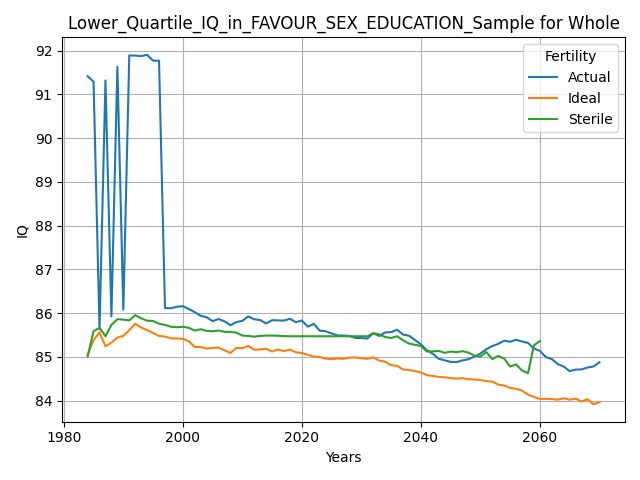 Lower_Quartile_IQ_in_FAVOUR_SEX_EDUCATION_Sample for Whole
92
91
90
89
88
87
86
85
84
IQ
Fertility
Actual
Ideal
Sterile
1980
2000
2020
2040
2060
Years